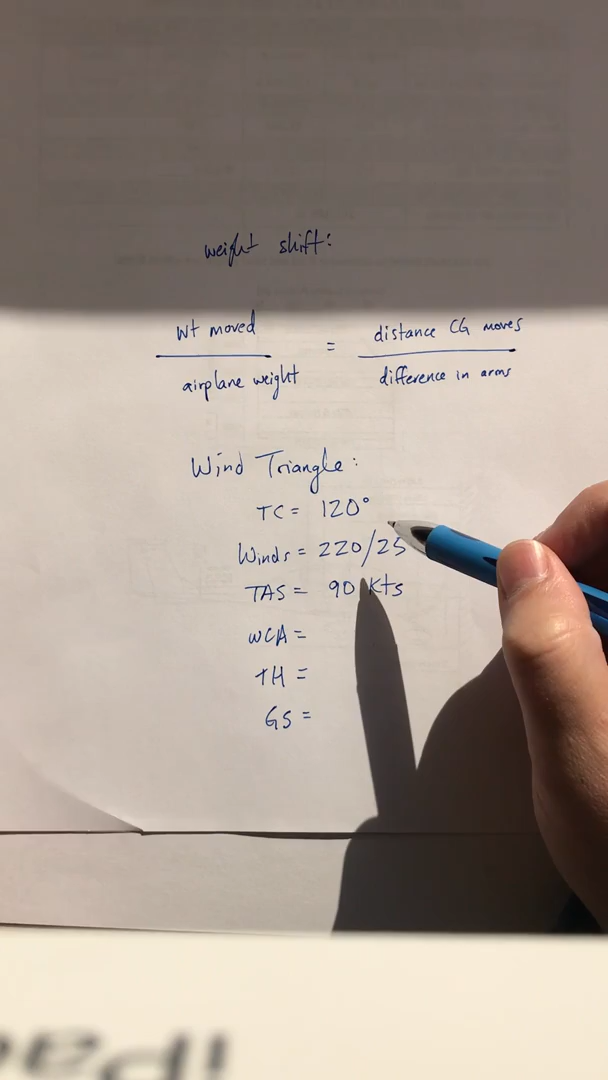 weight shift:
wt moved
airplane weight
=
distance CG moves
difference in arms
Wind Triangle:
TC = 120°
Winds = 220/25
TAS = 90 Kts
WCA =
TH =
GS =